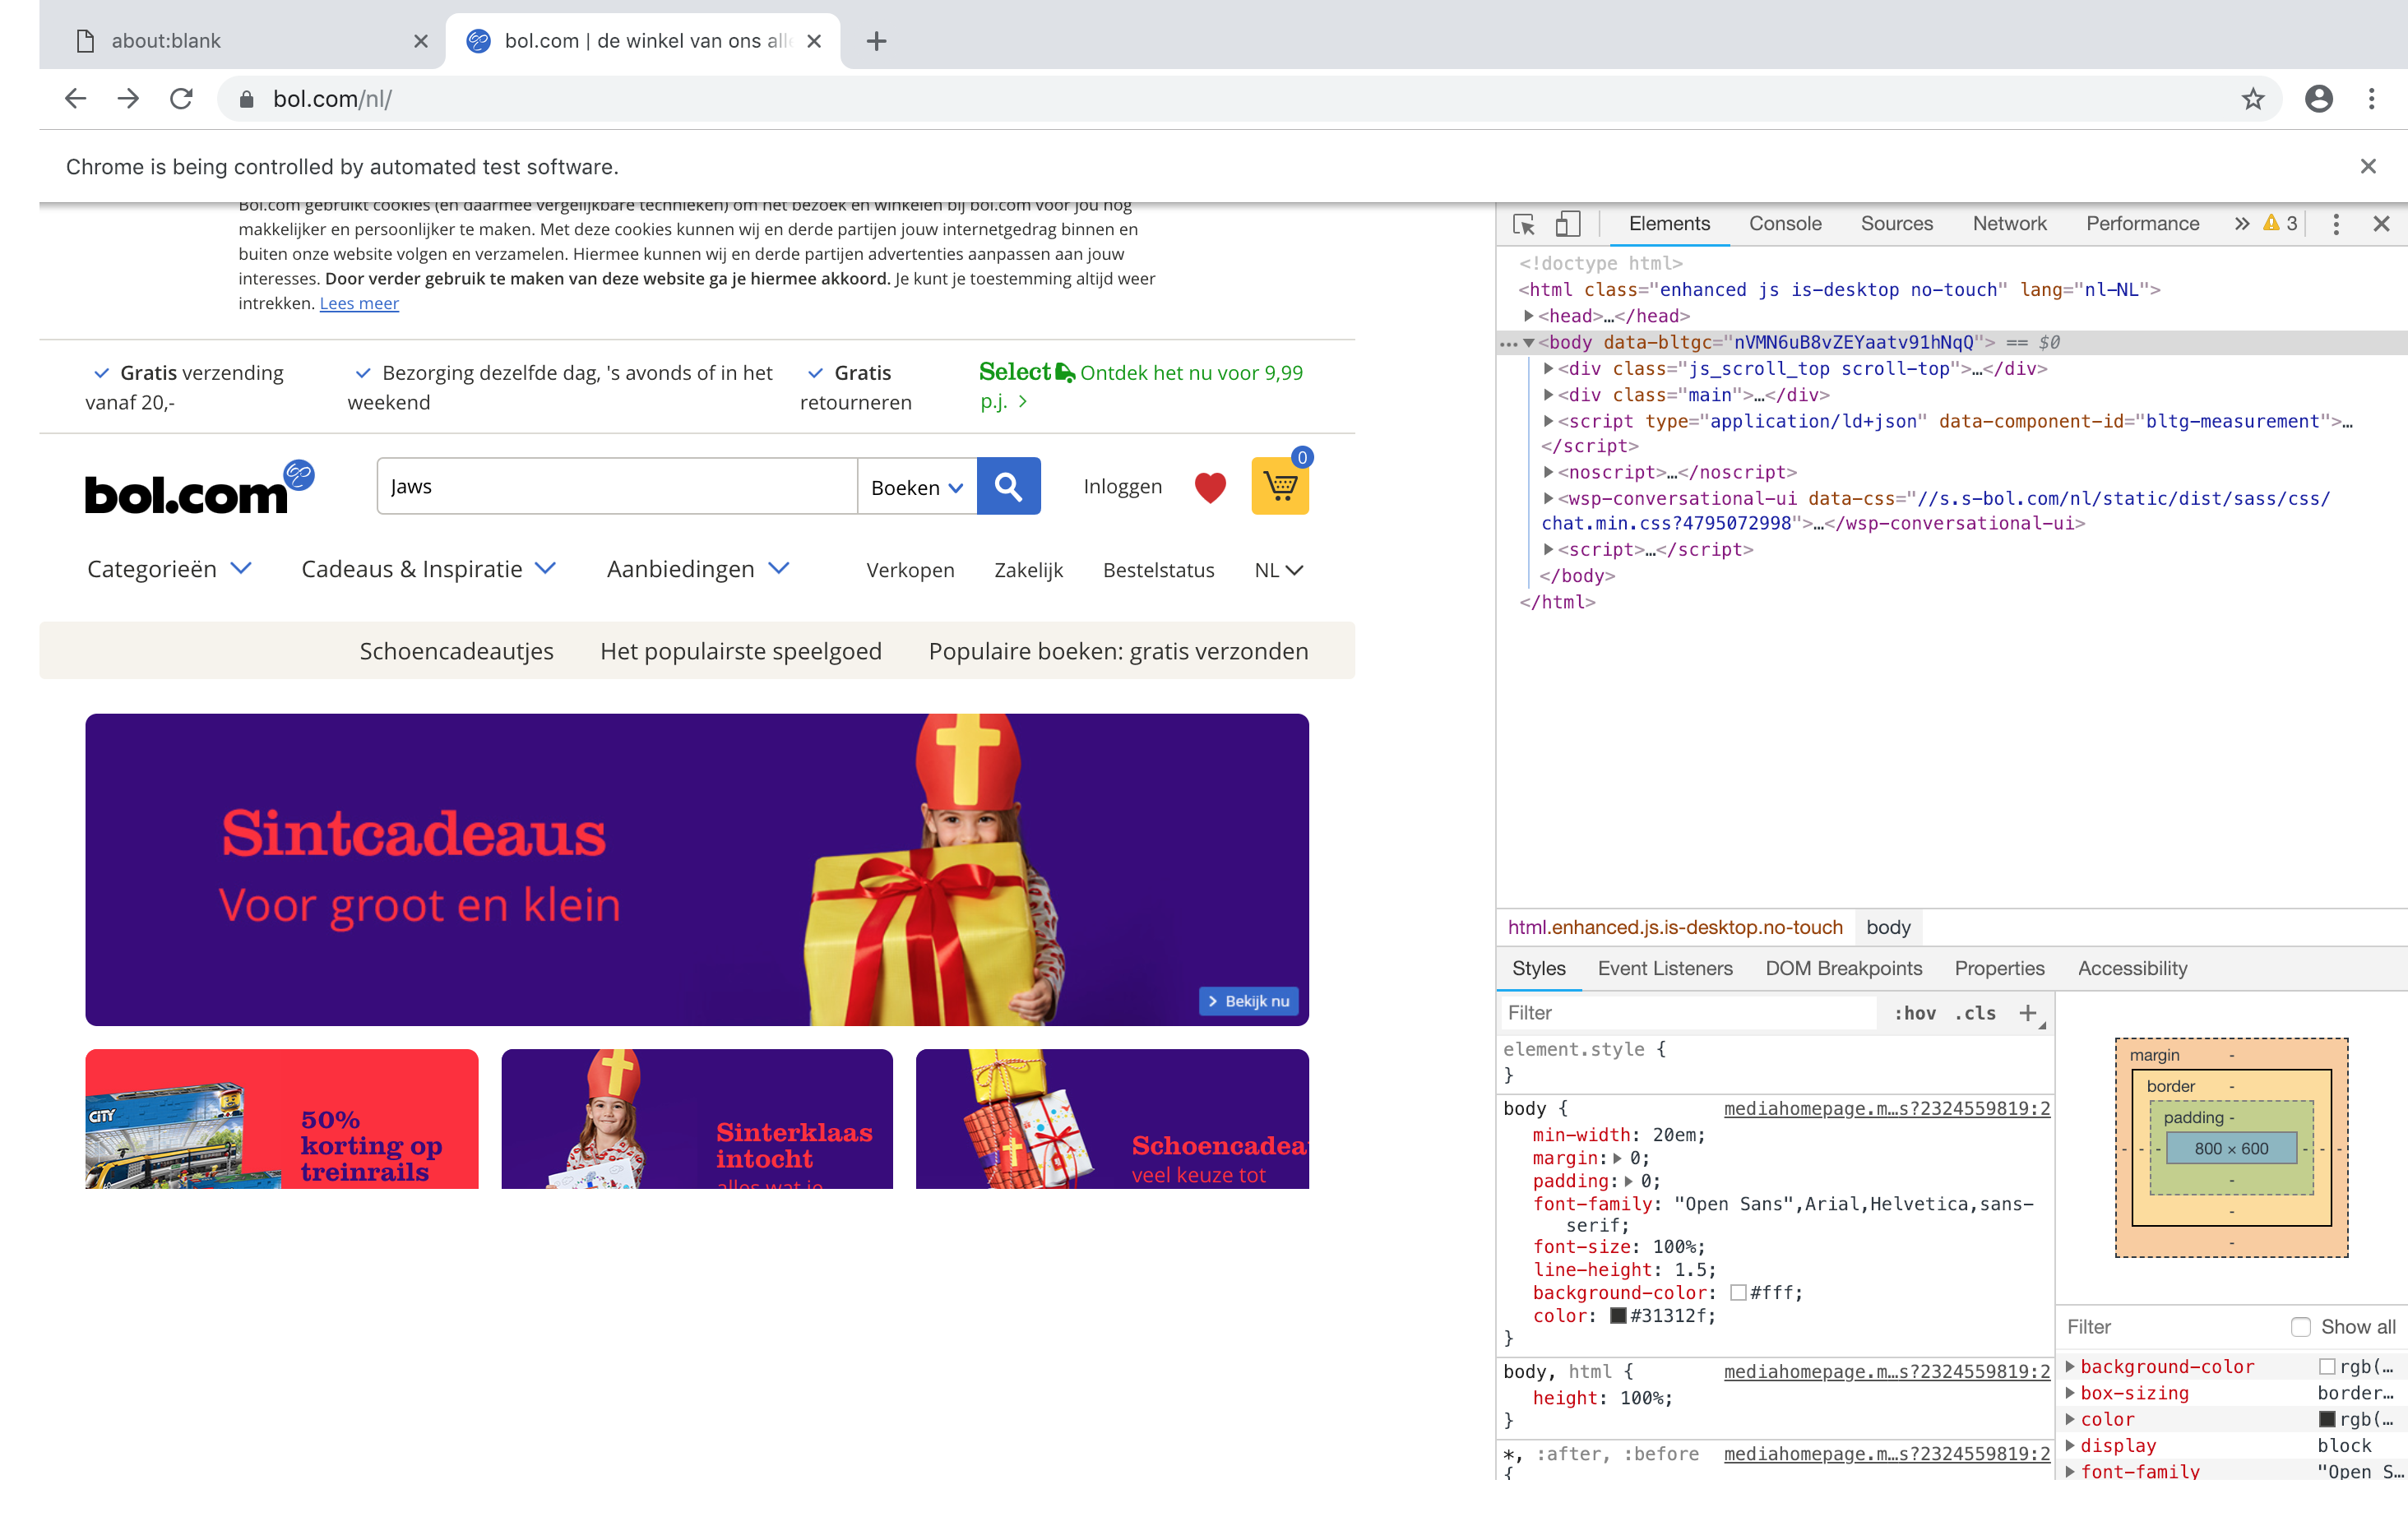 about:blank
bol.com | de winkel van ons alle
bol.com/nl/
Chrome is being controlled by automated test software.
Bol.com gebruikt cookies (en daarmee vergelijkbare technieken) om het bezoek en winkelen bij bol.com voor jou nog
makkelijker en persoonlijker te maken. Met deze cookies kunnen wij en derde partijen jouw internetgedrag binnen en
buiten onze website volgen en verzamelen. Hiermee kunnen wij en derde partijen advertenties aanpassen aan jouw
interesses. Door verder gebruik te maken van deze website ga je hiermee akkoord. Je kunt je toestemming altijd weer
intrekken. Lees meer
Gratis verzending
vanaf 20,-
Bezorging dezelfde dag, 's avonds of in het
weekend
Gratis
retourneren
Select Ontdek het nu voor 9,99
p.j.
bol.com
Jaws
Boeken
Inloggen
0
Categorieën
Cadeaus & Inspiratie
Aanbiedingen
Verkopen
Zakelijk
Bestelstatus
NL
Schoencadeautjes
Het populairste speelgoed
Populaire boeken: gratis verzonden
Sintcadeaus
Voor groot en klein
Bekijk nu
CITY
50%
korting op
treinrails
Sinterklaas
intocht
alles wat je
Schoencadea
veel keuze tot
Elements
Console
Sources
Network
Performance
3
<!doctype html>
<html class="enhanced js is-desktop no-touch" lang="nl-NL">
<head>…</head>
<body data-bltgc="nVMN6uB8vZEYaatv91hNqQ"> == $0
<div class="js_scroll_top scroll-top">…</div>
<div class="main">…</div>
<script type="application/ld+json" data-component-id="bltg-measurement">…
</script>
<noscript>…</noscript>
<wsp-conversational-ui data-css="//s.s-bol.com/nl/static/dist/sass/css/
chat.min.css?4795072998">…</wsp-conversational-ui>
<script>…</script>
</body>
</html>
html.enhanced.js.is-desktop.no-touch
body
Styles
Event Listeners
DOM Breakpoints
Properties
Accessibility
Filter
:hov
.cls
element.style {
}
body {
mediahomepage.m…s?2324559819:2
min-width: 20em;
margin: 0;
padding: 0;
font-family: "Open Sans",Arial,Helvetica,sans-
serif;
font-size: 100%;
line-height: 1.5;
background-color: #fff;
color: #31312f;
}
body, html {
mediahomepage.m…s?2324559819:2
height: 100%;
}
*, :after, :before
mediahomepage.m…s?2324559819:2
{
margin -
border -
padding -
- - - 800 × 600 - - -
-
-
-
Filter
Show all
background-color
rgb(…
box-sizing
border…
color
rgb(…
display
block
font-family
"Open S…